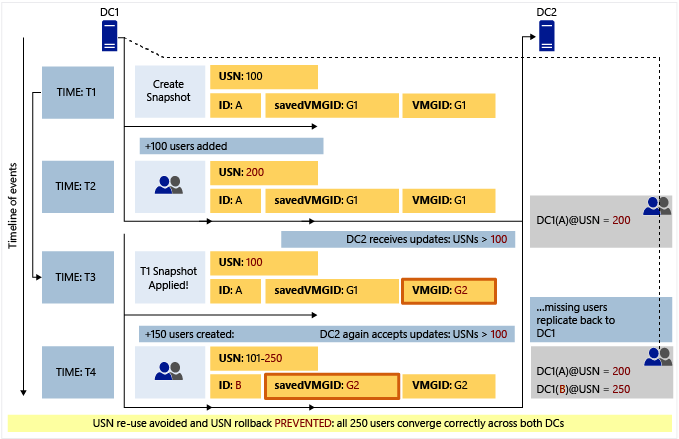 DC1
DC2
Timeline of events
TIME: T1
Create
Snapshot
USN: 100
ID: A
savedVMGID: G1
VMGID: G1
+100 users added
TIME: T2
USN: 200
ID: A
savedVMGID: G1
VMGID: G1
DC1(A)@USN = 200
DC2 receives updates: USNs > 100
TIME: T3
T1 Snapshot
Applied!
USN: 100
ID: A
savedVMGID: G1
VMGID: G2
...missing users
replicate back to
DC1
+150 users created:
DC2 again accepts updates: USNs > 100
TIME: T4
USN: 101-250
ID: B
savedVMGID: G2
VMGID: G2
DC1(A)@USN = 200
DC1(B)@USN = 250
USN re-use avoided and USN rollback PREVENTED: all 250 users converge correctly across both DCs